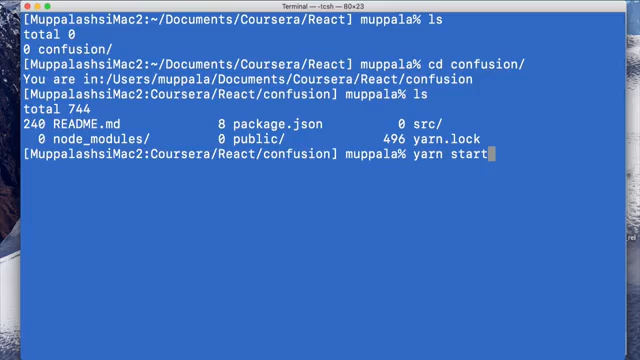 Terminal — -tcsh — 80×23
[MuppalashsiMac2:~/Documents/Coursera/React] muppala% ls
total 0
0 confusion/
[MuppalashsiMac2:~/Documents/Coursera/React] muppala% cd confusion/
You are in:/Users/muppala/Documents/Coursera/React/confusion
[MuppalashsiMac2:Coursera/React/confusion] muppala% ls
total 744
240 README.md 8 package.json 0 src/
0 node_modules/ 0 public/ 496 yarn.lock
[MuppalashsiMac2:Coursera/React/confusion] muppala% yarn start